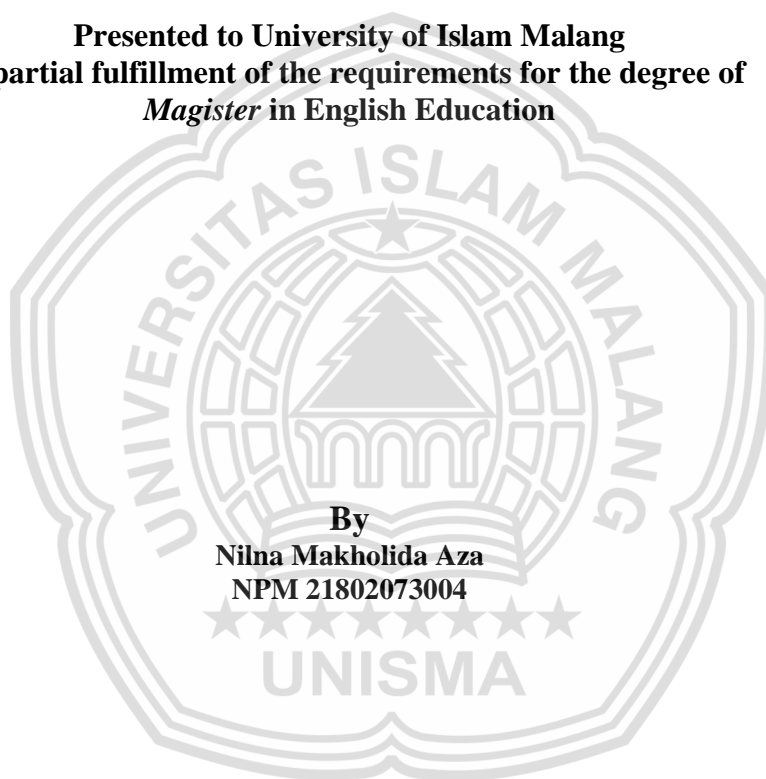 Presented to University of Islam Malang
partial fulfillment of the requirements for the degree of
Magister in English Education
UNIVERSITAS ISLAM MALANG
By
Nilna Makholida Aza
NPM 21802073004
UNISMA